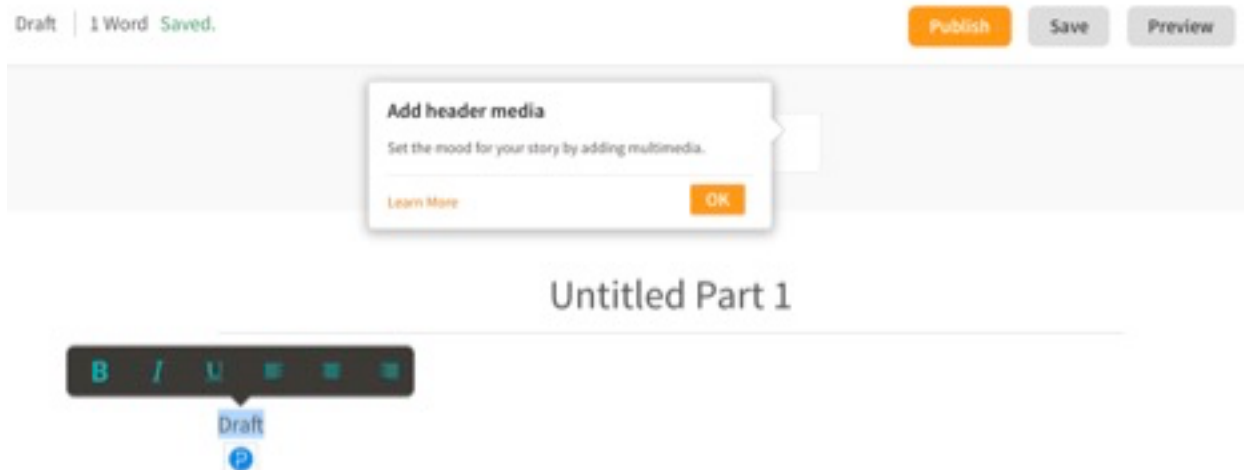 Draft 1 Word Saved. Publish Save Preview
Add header media
Set the mood for your story by adding multimedia.
Learn More OK
Untitled Part 1
B I U
Draft
P